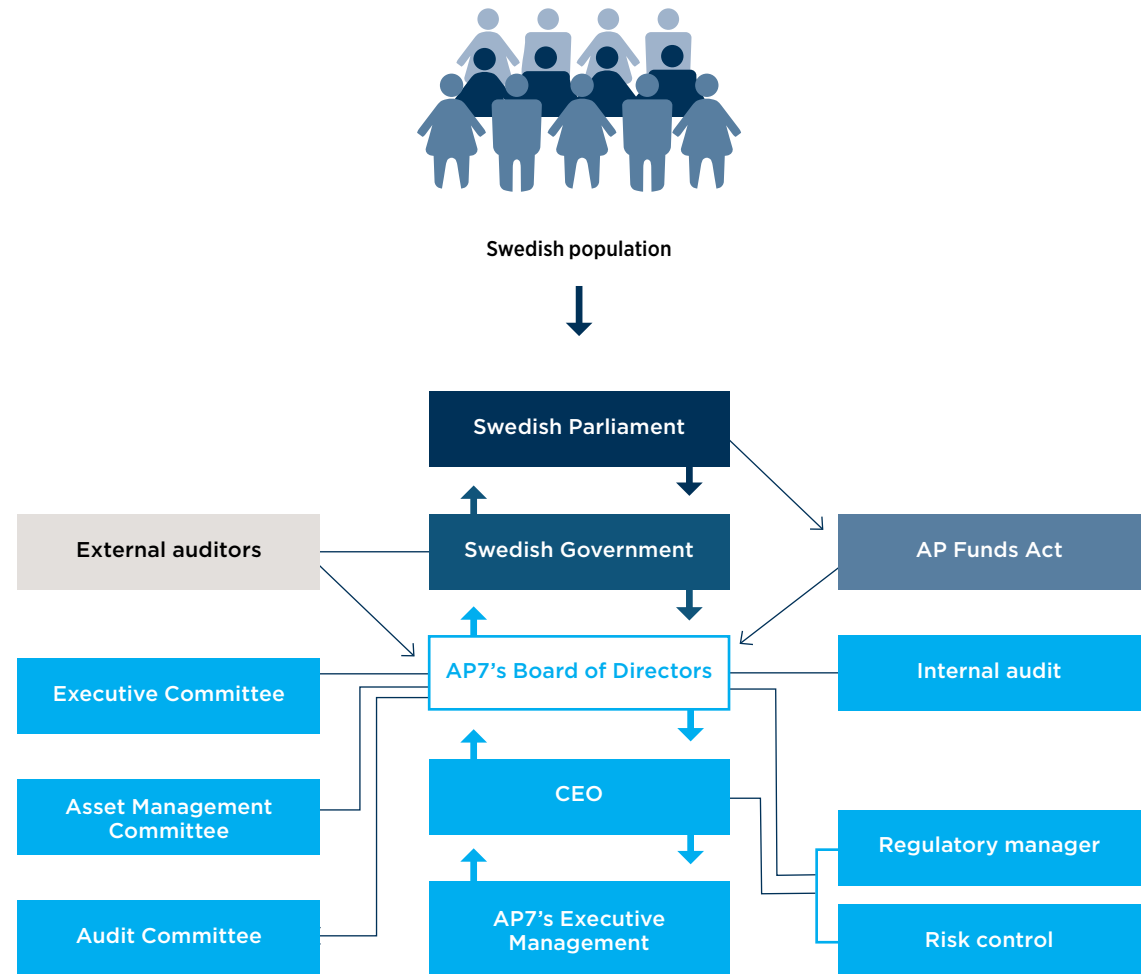 Swedish population
Swedish Parliament
External auditors
Swedish Government
AP Funds Act
AP7's Board of Directors
Internal audit
Executive Committee
CEO
Asset Management
Committee
Regulatory manager
AP7's Executive
Management
Audit Committee
Risk control